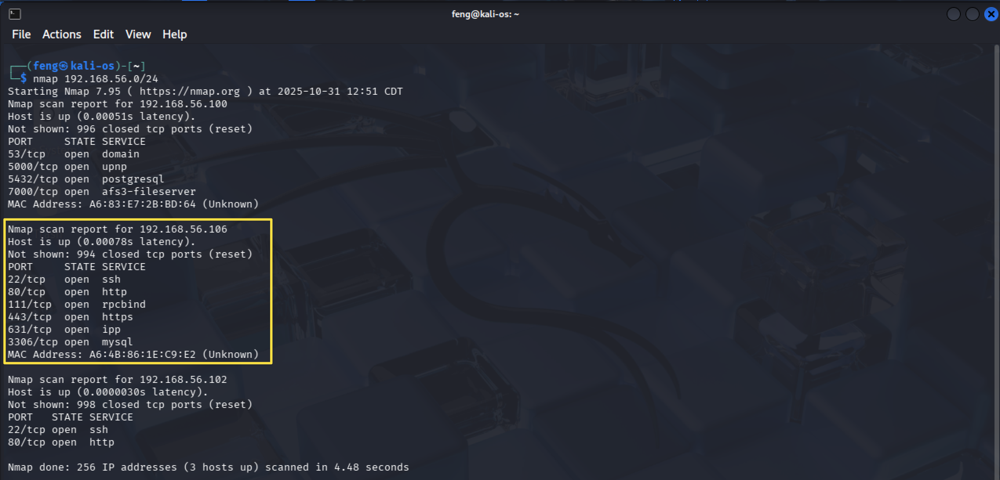 feng@kali-os: ~
File Actions Edit View Help
┌──(feng㉿kali-os)-[~]
└─$ nmap 192.168.56.0/24
Starting Nmap 7.95 ( https://nmap.org ) at 2025-10-31 12:51 CDT
Nmap scan report for 192.168.56.100
Host is up (0.00051s latency).
Not shown: 996 closed tcp ports (reset)
PORT     STATE SERVICE
53/tcp   open  domain
5000/tcp open  upnp
5432/tcp open  postgresql
7000/tcp open  afs3-fileserver
MAC Address: A6:83:E7:2B:BD:64 (Unknown)
Nmap scan report for 192.168.56.106
Host is up (0.00078s latency).
Not shown: 994 closed tcp ports (reset)
PORT     STATE SERVICE
22/tcp   open  ssh
80/tcp   open  http
111/tcp  open  rpcbind
443/tcp  open  https
631/tcp  open  ipp
3306/tcp open  mysql
MAC Address: A6:4B:86:1E:C9:E2 (Unknown)
Nmap scan report for 192.168.56.102
Host is up (0.0000030s latency).
Not shown: 998 closed tcp ports (reset)
PORT   STATE SERVICE
22/tcp open  ssh
80/tcp open  http
Nmap done: 256 IP addresses (3 hosts up) scanned in 4.48 seconds